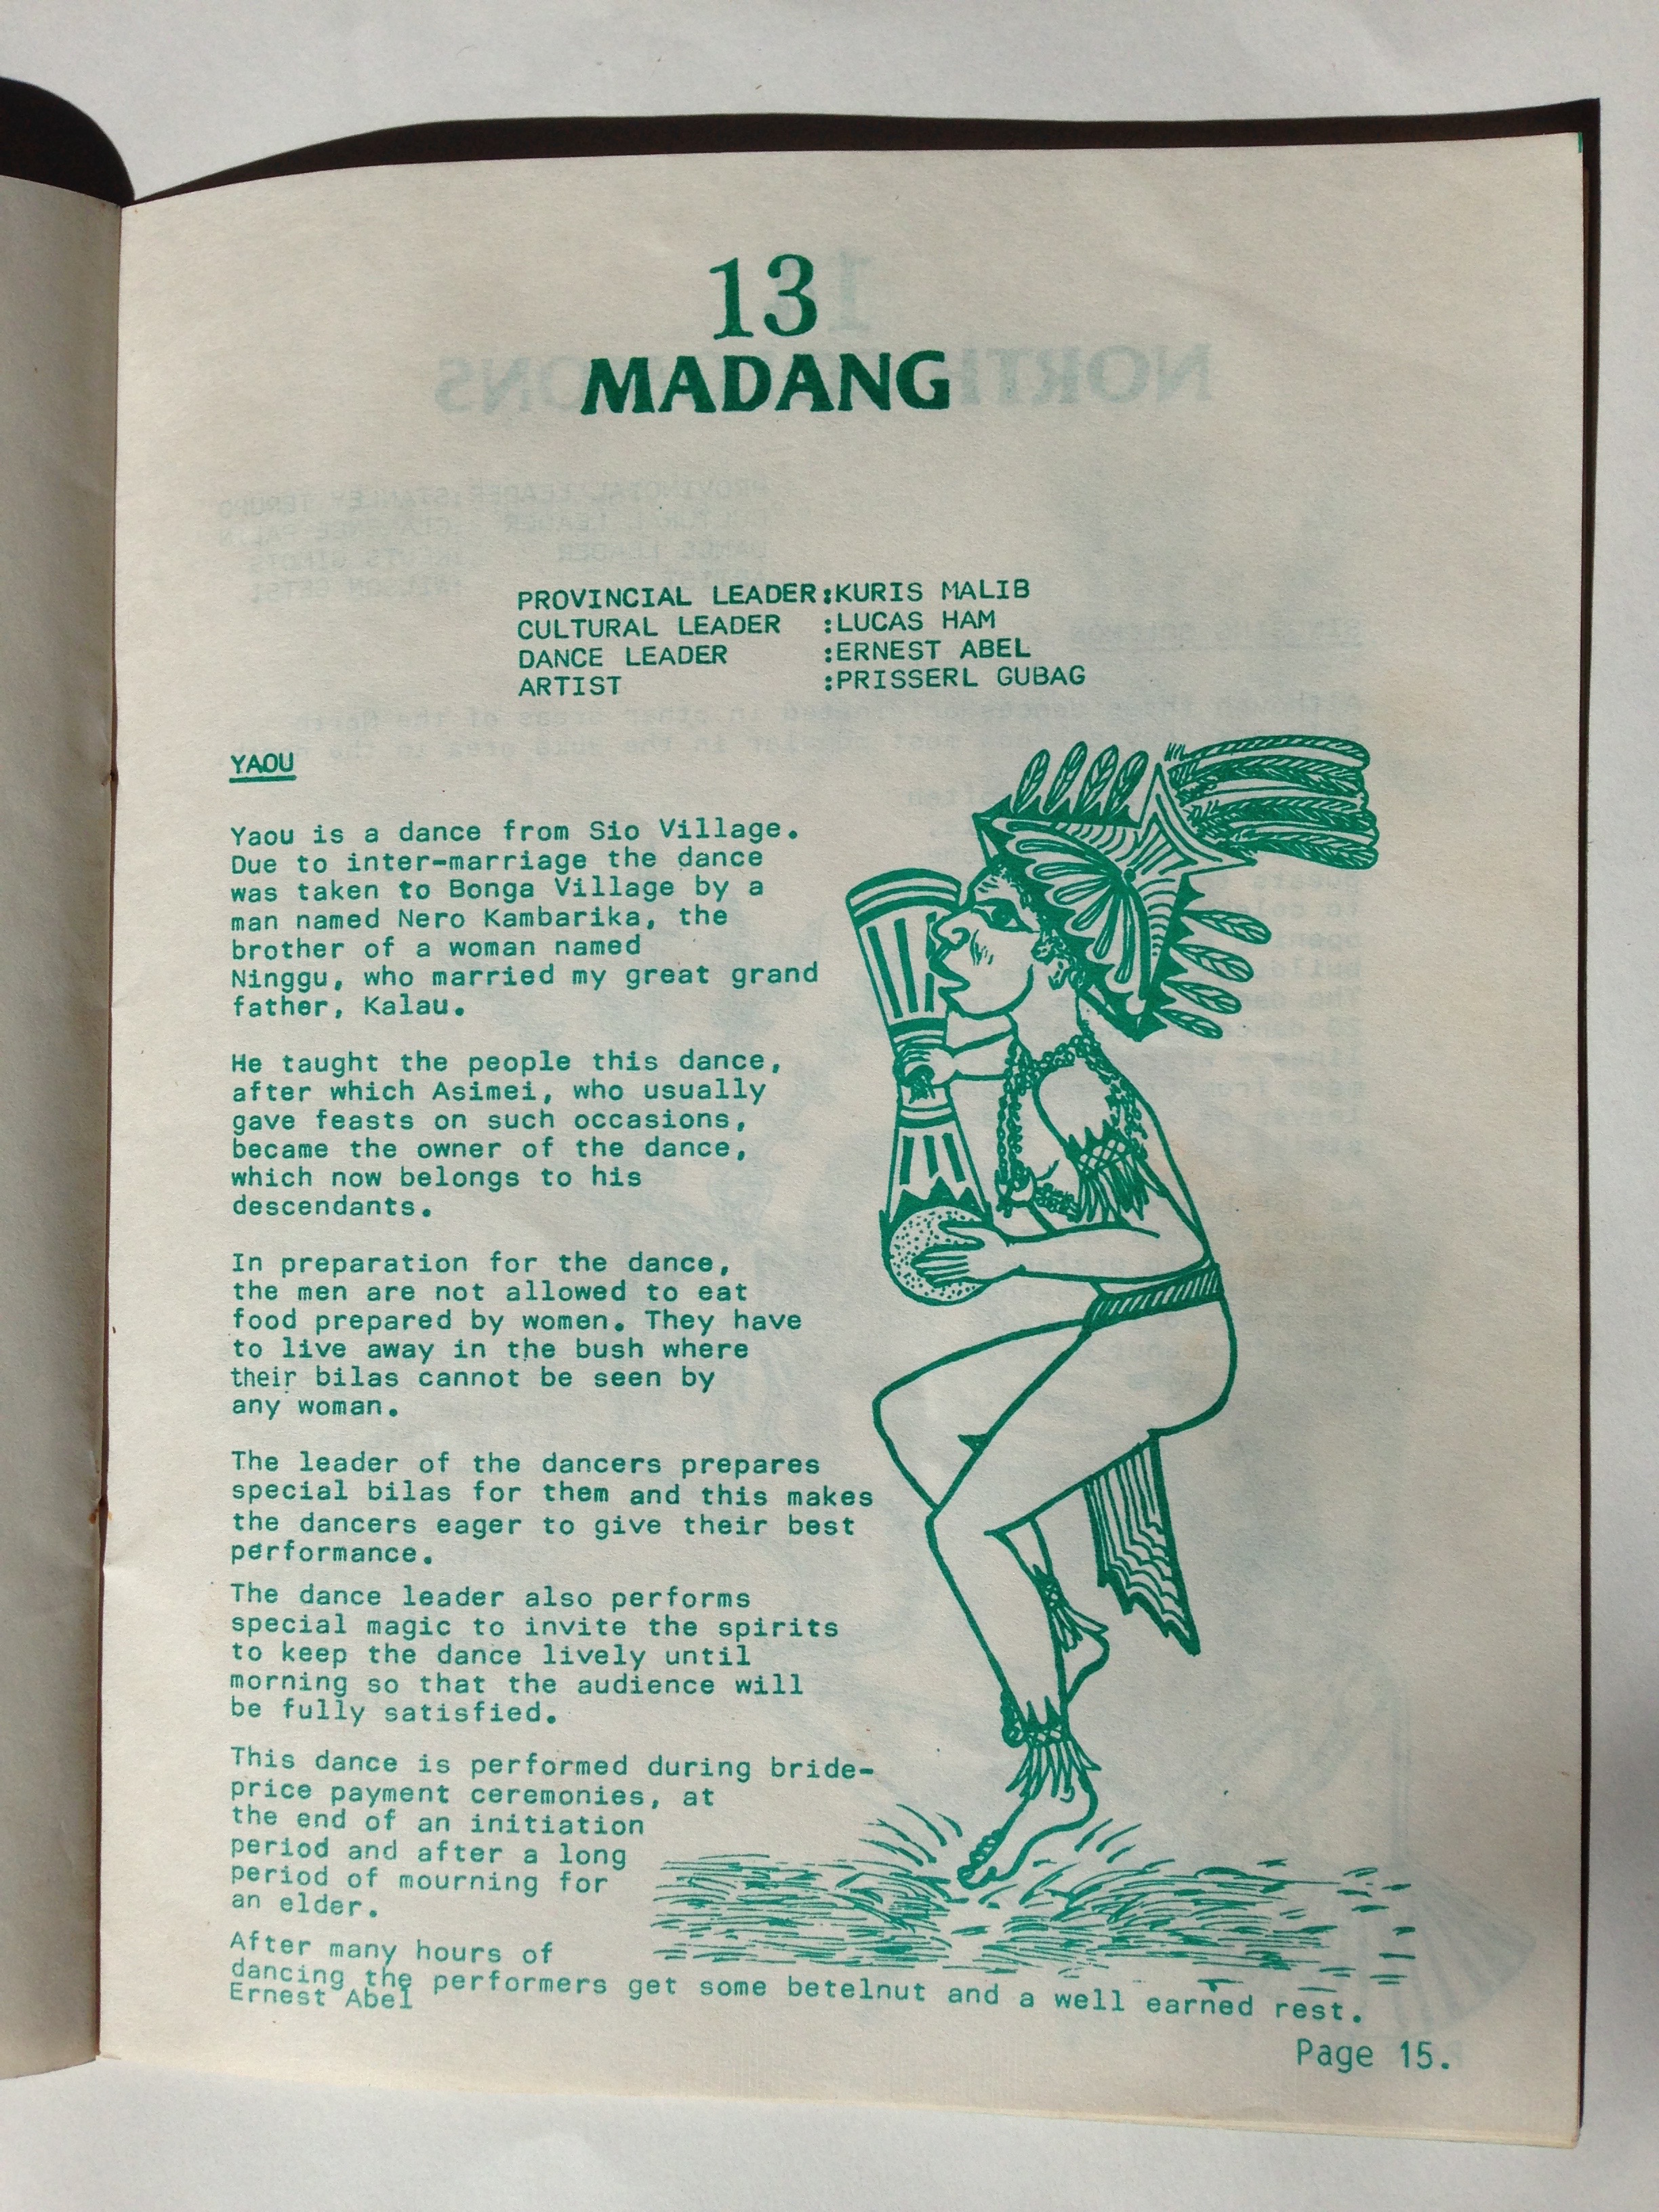 13
MADANG
PROVINCIAL LEADER:KURIS MALIB
CULTURAL LEADER :LUCAS HAM
DANCE LEADER :ERNEST ABEL
ARTIST :PRISSERL GUBAG
YAOU
Yaou is a dance from Sio Village.
Due to inter-marriage the dance
was taken to Bonga Village by a
man named Nero Kambarika, the
brother of a woman named
Ninggu, who married my great grand
father, Kalau.
He taught the people this dance,
after which Asimei, who usually
gave feasts on such occasions,
became the owner of the dance,
which now belongs to his
descendants.
In preparation for the dance,
the men are not allowed to eat
food prepared by women. They have
to live away in the bush where
their bilas cannot be seen by
any woman.
The leader of the dancers prepares
special bilas for them and this makes
the dancers eager to give their best
performance.
The dance leader also performs
special magic to invite the spirits
to keep the dance lively until
morning so that the audience will
be fully satisfied.
This dance is performed during bride-
price payment ceremonies, at
the end of an initiation
period and after a long
period of mourning for
an elder.
After many hours of
dancing the performers get some betelnut and a well earned rest.
Ernest Abel
Page 15.